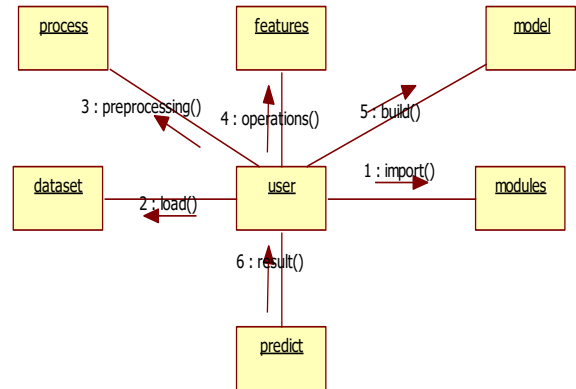 process
features
model
3 : preprocessing()
4 : operations()
5 : build()
dataset
user
1 : import()
modules
2 : load()
6 : result()
predict